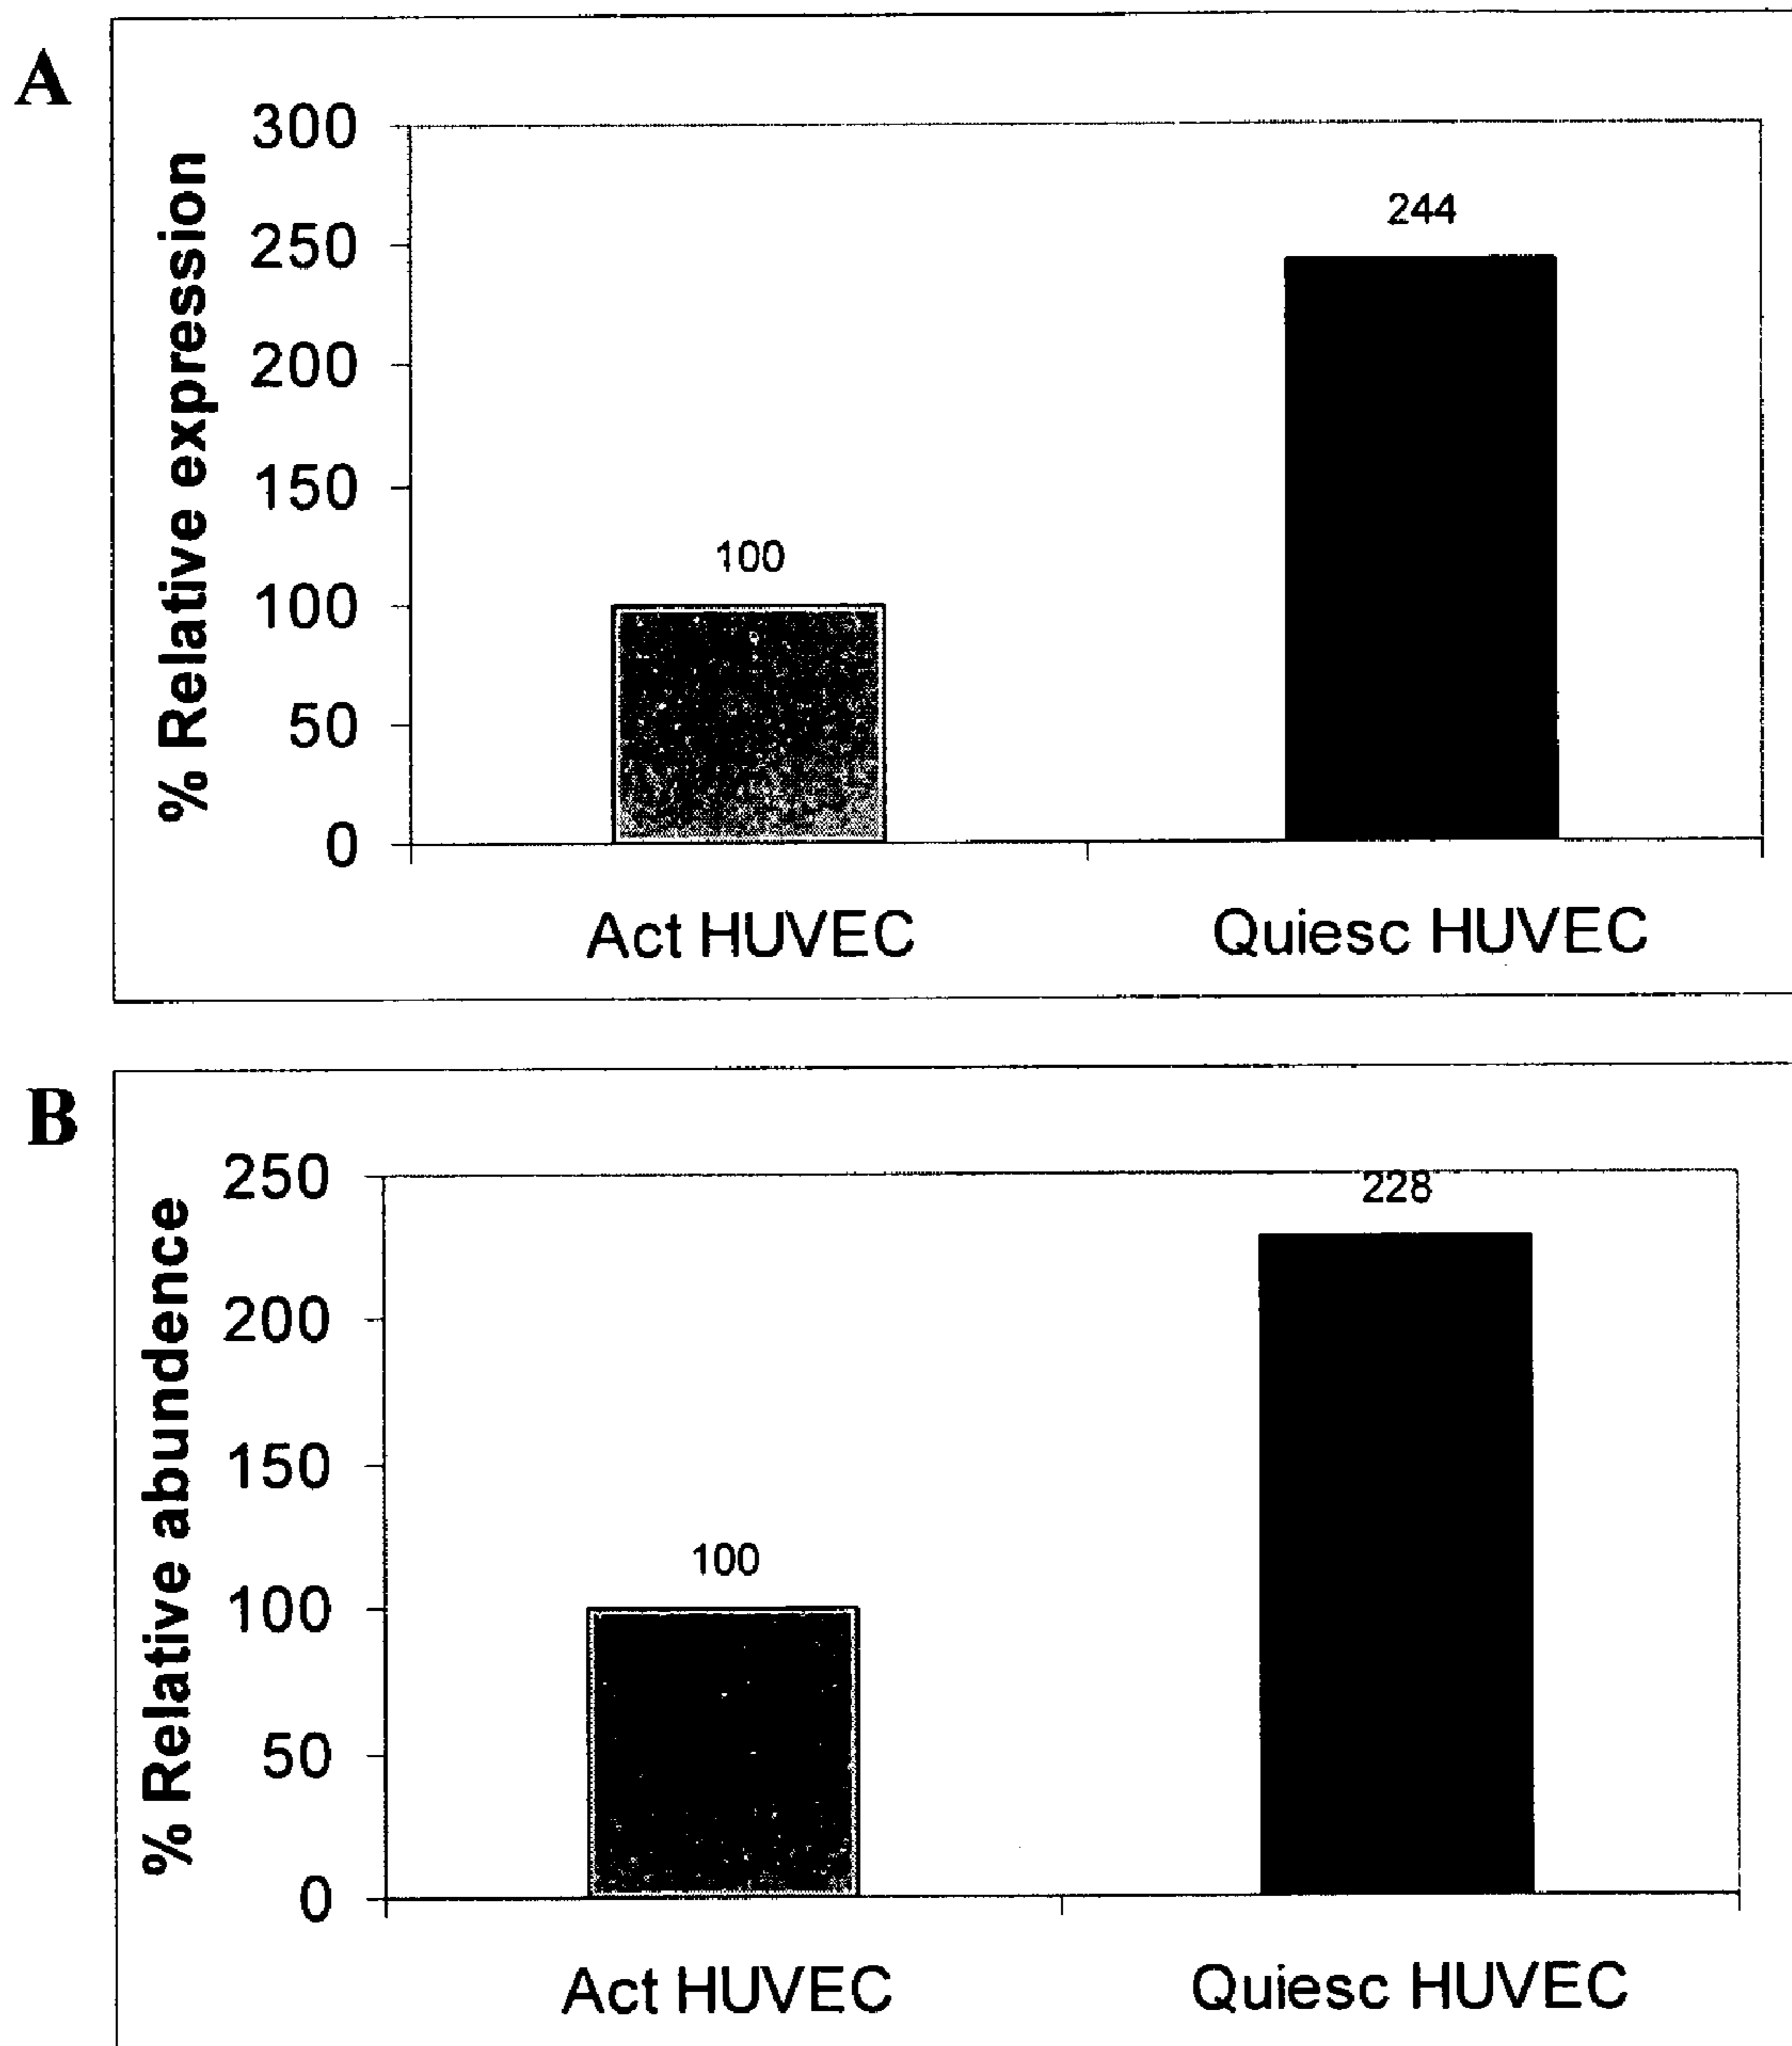 A
% Relative expression
300
250
200
150
100
50
0
100
244
Act HUVEC
Quiesc HUVEC
B
% Relative abundence
250
200
150
100
50
0
100
228
Act HUVEC
Quiesc HUVEC